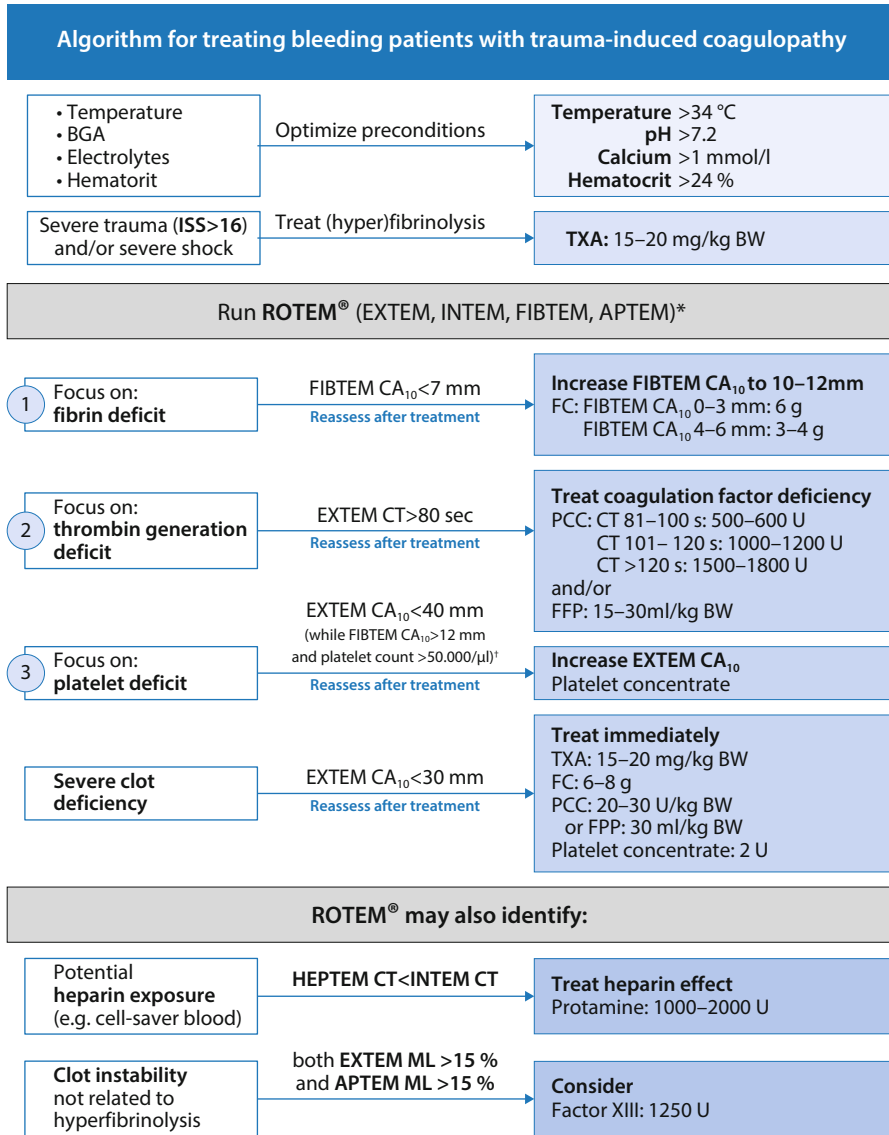 Algorithm for treating bleeding patients with trauma-induced coagulopathy
• Temperature
• BGA
• Electrolytes
• Hematorit
Optimize preconditions
Temperature >34 °C
pH >7.2
Calcium >1 mmol/l
Hematocrit >24 %
Severe trauma (ISS>16)
and/or severe shock
Treat (hyper)fibrinolysis
TXA: 15–20 mg/kg BW
Run ROTEM® (EXTEM, INTEM, FIBTEM, APTEM)*
1
Focus on:
fibrin deficit
FIBTEM CA₁₀<7 mm
Reassess after treatment
Increase FIBTEM CA₁₀ to 10–12mm
FC: FIBTEM CA₁₀ 0–3 mm: 6 g
FIBTEM CA₁₀ 4–6 mm: 3–4 g
2
Focus on:
thrombin generation
deficit
EXTEM CT>80 sec
Reassess after treatment
Treat coagulation factor deficiency
PCC: CT 81–100 s: 500–600 U
CT 101– 120 s: 1000–1200 U
CT >120 s: 1500–1800 U
and/or
FFP: 15–30ml/kg BW
3
Focus on:
platelet deficit
EXTEM CA₁₀<40 mm
(while FIBTEM CA₁₀>12 mm
and platelet count >50.000/µl)†
Reassess after treatment
Increase EXTEM CA₁₀
Platelet concentrate
Severe clot
deficiency
EXTEM CA₁₀<30 mm
Reassess after treatment
Treat immediately
TXA: 15–20 mg/kg BW
FC: 6–8 g
PCC: 20–30 U/kg BW
or FPP: 30 ml/kg BW
Platelet concentrate: 2 U
ROTEM® may also identify:
Potential
heparin exposure
(e.g. cell-saver blood)
HEPTEM CT<INTEM CT
Treat heparin effect
Protamine: 1000–2000 U
Clot instability
not related to
hyperfibrinolysis
both EXTEM ML >15 %
and APTEM ML >15 %
Consider
Factor XIII: 1250 U